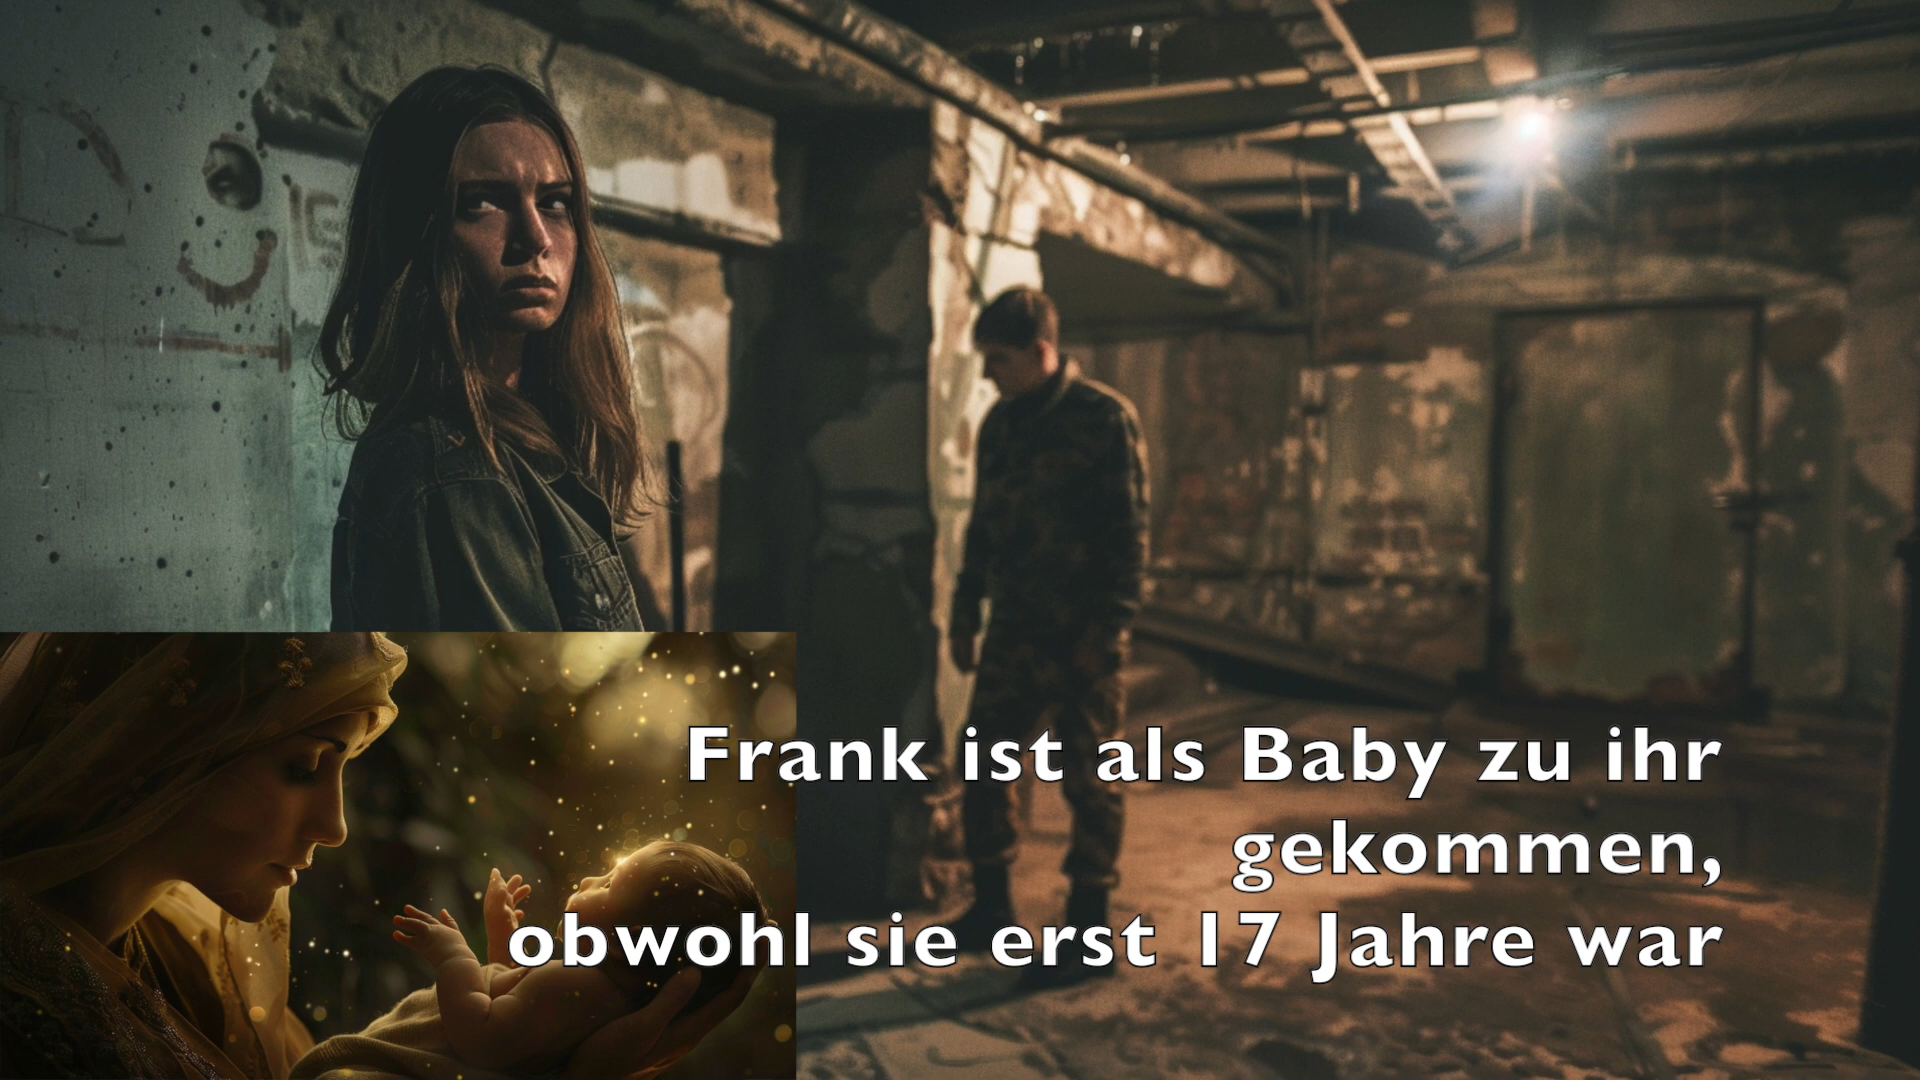 Frank ist als Baby zu ihr
gekommen,
obwohl sie erst 17 Jahre war